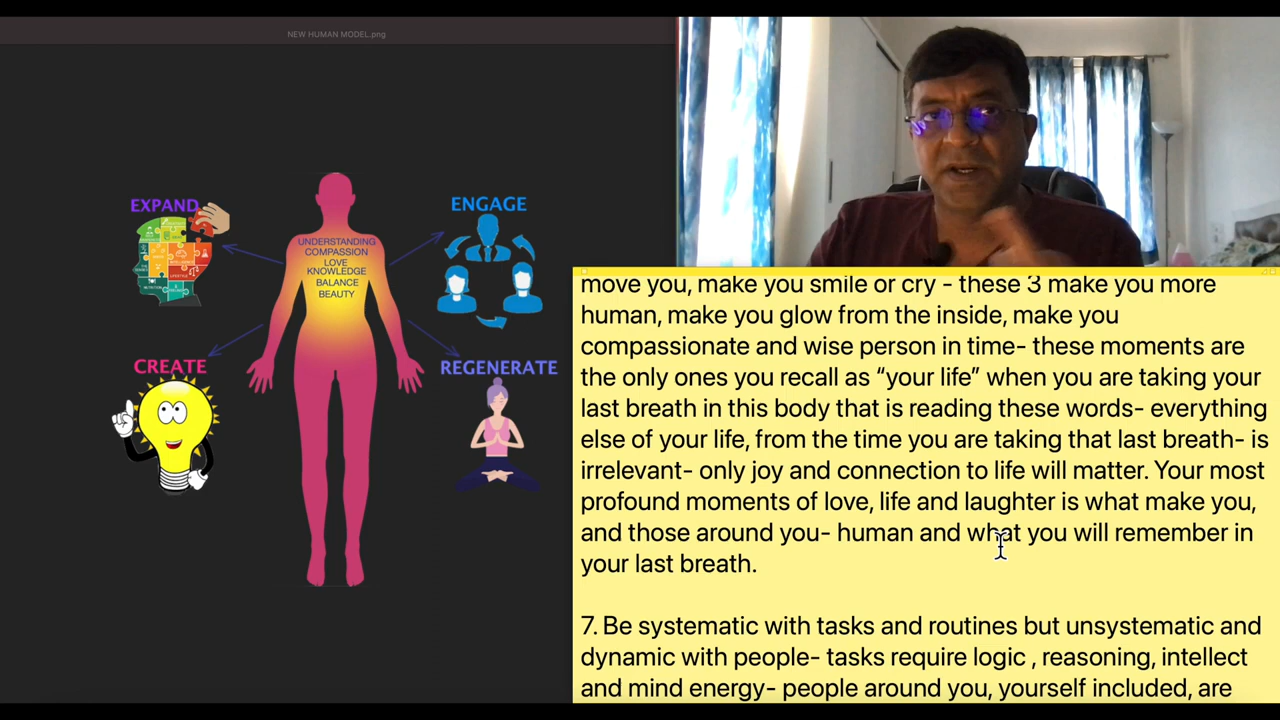 NEW HUMAN MODEL.png
EXPAND
ENGAGE
UNDERSTANDING
COMPASSION
LOVE
KNOWLEDGE
BALANCE
BEAUTY
CREATE
REGENERATE
move you, make you smile or cry - these 3 make you more
human, make you glow from the inside, make you
compassionate and wise person in time- these moments are
the only ones you recall as “your life” when you are taking your
last breath in this body that is reading these words- everything
else of your life, from the time you are taking that last breath- is
irrelevant- only joy and connection to life will matter. Your most
profound moments of love, life and laughter is what make you,
and those around you- human and what you will remember in
your last breath.
7. Be systematic with tasks and routines but unsystematic and
dynamic with people- tasks require logic , reasoning, intellect
and mind energy- people around you, yourself included, are